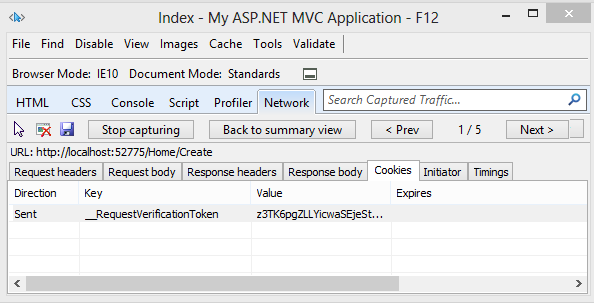 Index - My ASP.NET MVC Application - F12
File Find Disable View Images Cache Tools Validate
Browser Mode: IE10 Document Mode: Standards
HTML CSS Console Script Profiler Network Search Captured Traffic...
Stop capturing Back to summary view < Prev 1 / 5 Next >
URL: http://localhost:52775/Home/Create
Request headers Request body Response headers Response body Cookies Initiator Timings
Direction Key Value Expires
Sent __RequestVerificationToken z3TK6pgZLLYicwaSEjeSt...